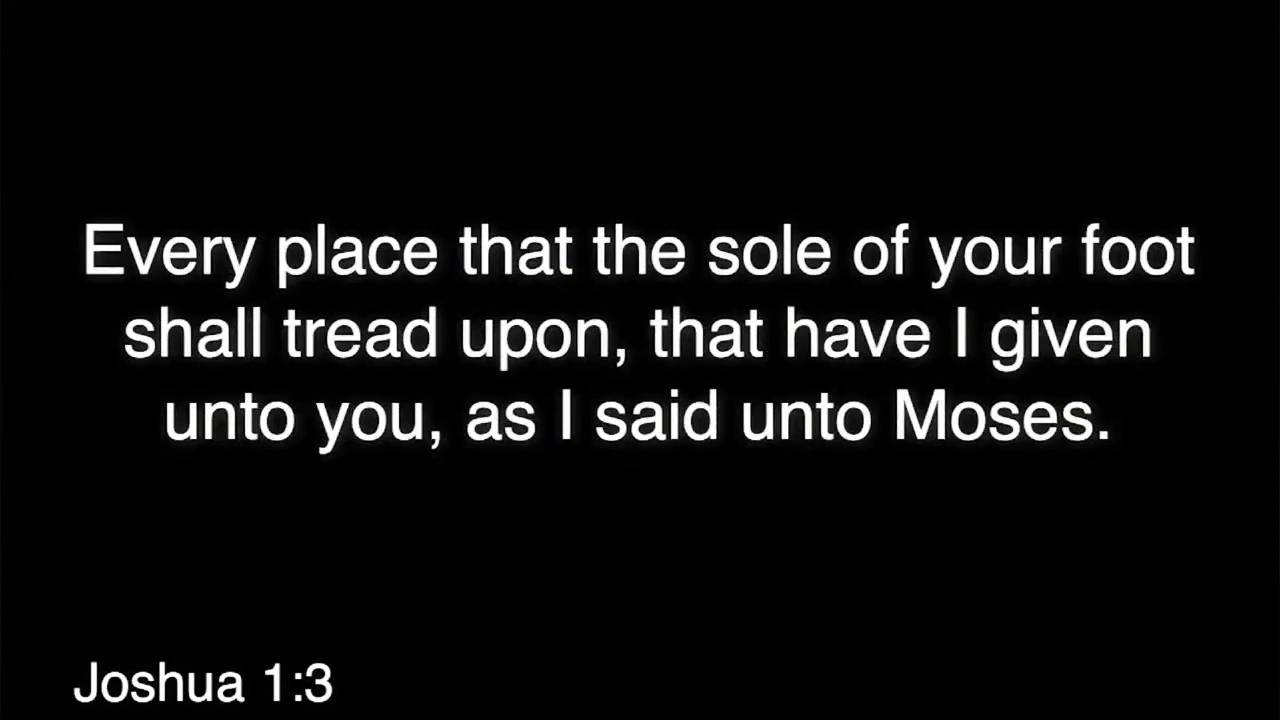 Every place that the sole of your foot
shall tread upon, that have I given
unto you, as I said unto Moses.
Joshua 1:3